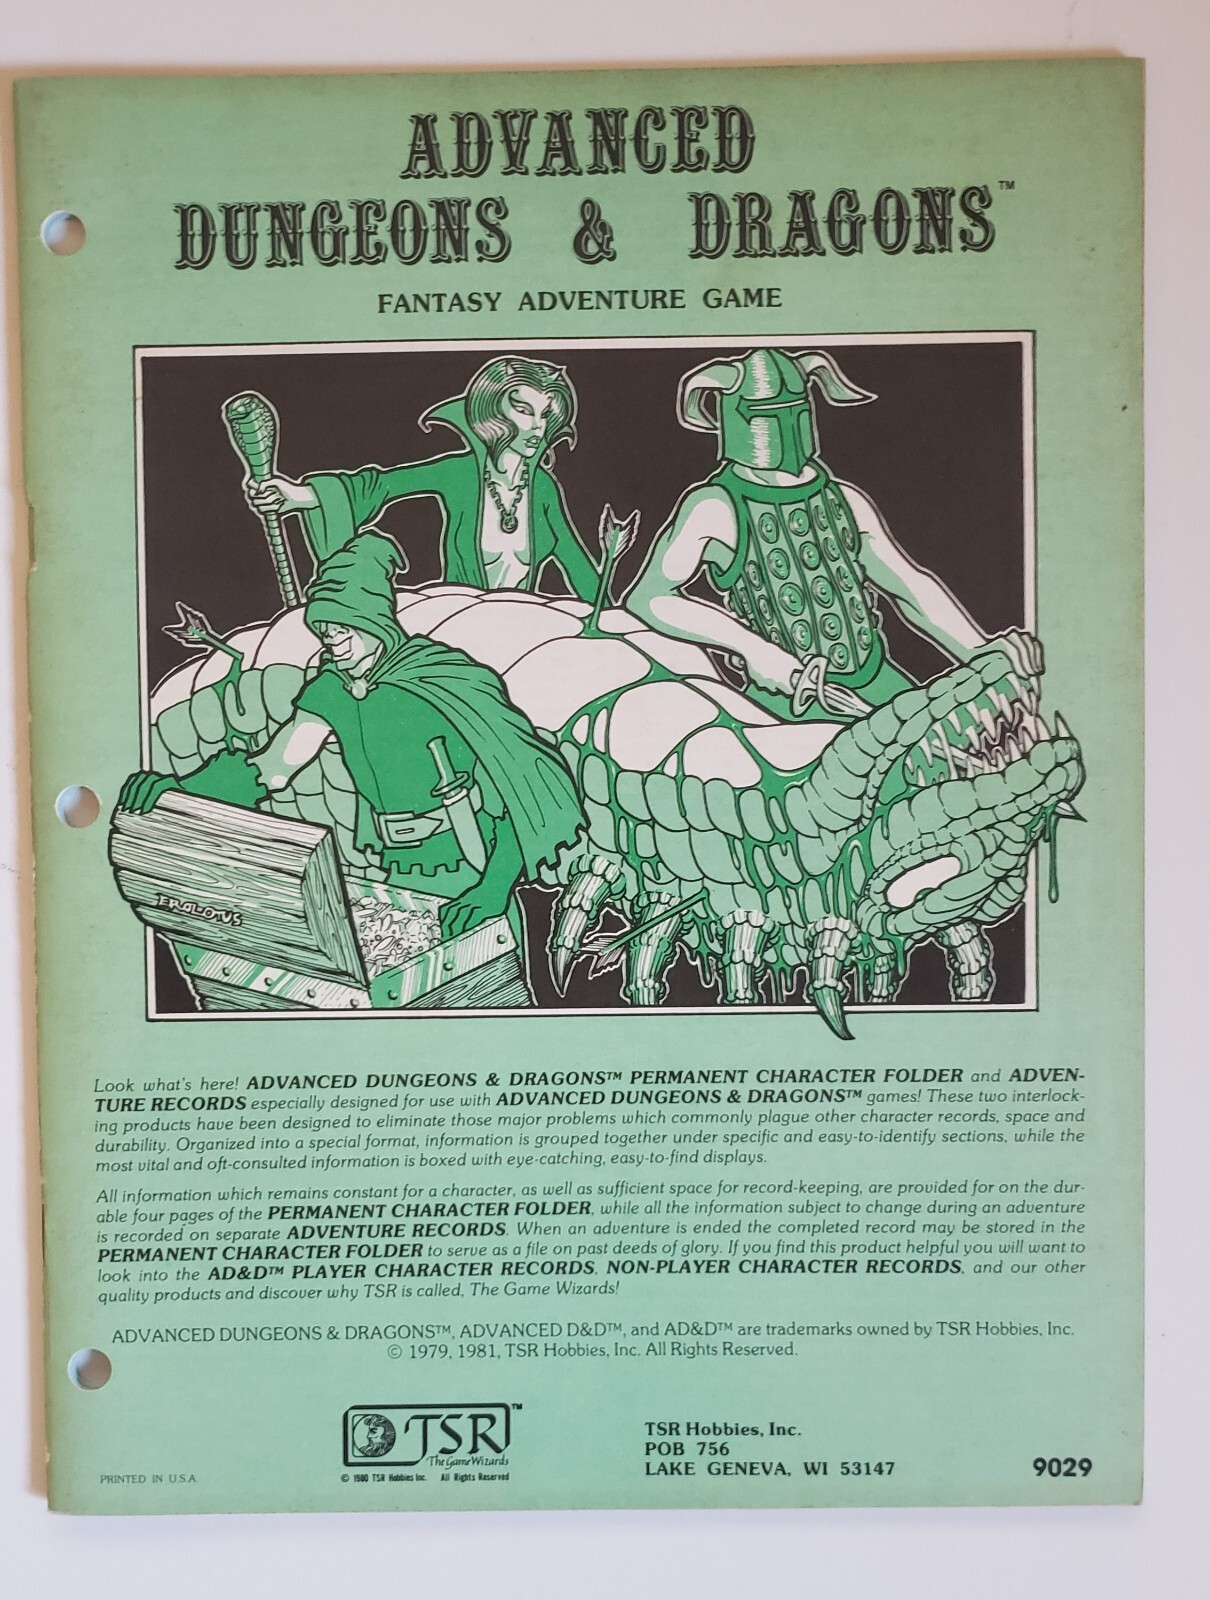 ADVANCED
DUNGEONS & DRAGONS™
FANTASY ADVENTURE GAME
EROL OTUS
Look what's here! ADVANCED DUNGEONS & DRAGONS™ PERMANENT CHARACTER FOLDER and ADVEN-
TURE RECORDS especially designed for use with ADVANCED DUNGEONS & DRAGONS™ games! These two interlock-
ing products have been designed to eliminate those major problems which commonly plague other character records, space and
durability. Organized into a special format, information is grouped together under specific and easy-to-identify sections, while the
most vital and oft-consulted information is boxed with eye-catching, easy-to-find displays.
All information which remains constant for a character, as well as sufficient space for record-keeping, are provided for on the dur-
able four pages of the PERMANENT CHARACTER FOLDER, while all the information subject to change during an adventure
is recorded on separate ADVENTURE RECORDS. When an adventure is ended the completed record may be stored in the
PERMANENT CHARACTER FOLDER to serve as a file on past deeds of glory. If you find this product helpful you will want to
look into the AD&D™ PLAYER CHARACTER RECORDS, NON-PLAYER CHARACTER RECORDS, and our other
quality products and discover why TSR is called, The Game Wizards!
ADVANCED DUNGEONS & DRAGONS™, ADVANCED D&D™, and AD&D™ are trademarks owned by TSR Hobbies, Inc.
© 1979, 1981, TSR Hobbies, Inc. All Rights Reserved.
TSR™
The Game Wizards
© 1980 TSR Hobbies Inc. All Rights Reserved
PRINTED IN U.S.A.
TSR Hobbies, Inc.
POB 756
LAKE GENEVA, WI 53147
9029